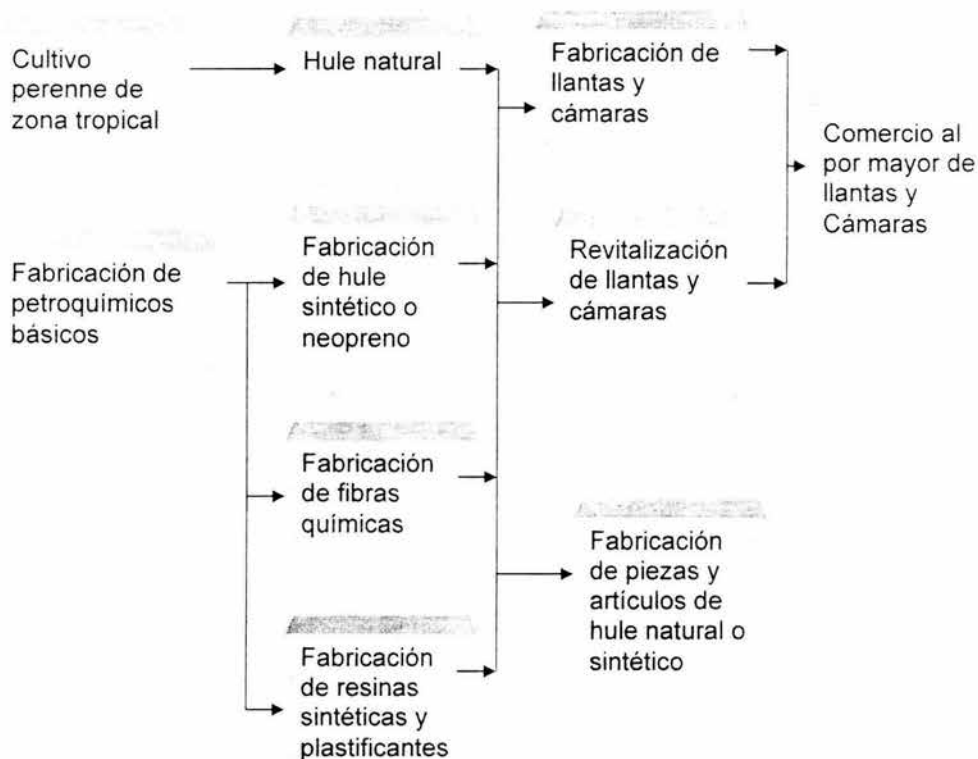 Cultivo
perenne de
zona tropical
Hule natural
Fabricación de
llantas y
cámaras
Comercio al
por mayor de
llantas y
Cámaras
Fabricación de
petroquímicos
básicos
Fabricación
de hule
sintético o
neopreno
Revitalización
de llantas y
cámaras
Fabricación
de fibras
químicas
Fabricación
de piezas y
artículos de
hule natural o
sintético
Fabricación
de resinas
sintéticas y
plastificantes